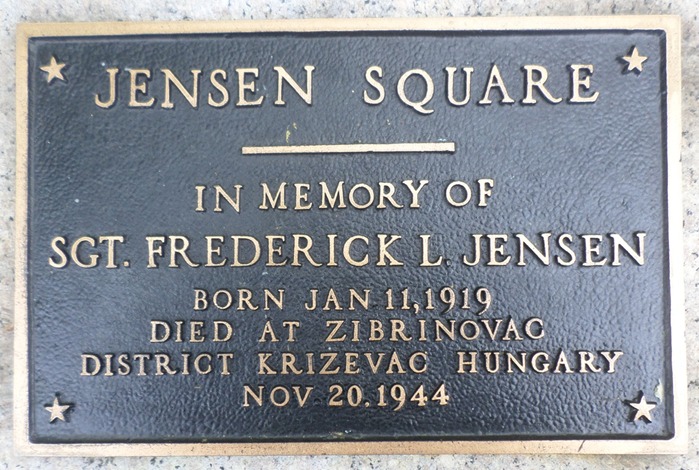 JENSEN SQUARE
IN MEMORY OF
SGT. FREDERICK L. JENSEN
BORN JAN 11,1919
DIED AT ZIBRINOVAC
DISTRICT KRIZEVAC HUNGARY
NOV 20.1944